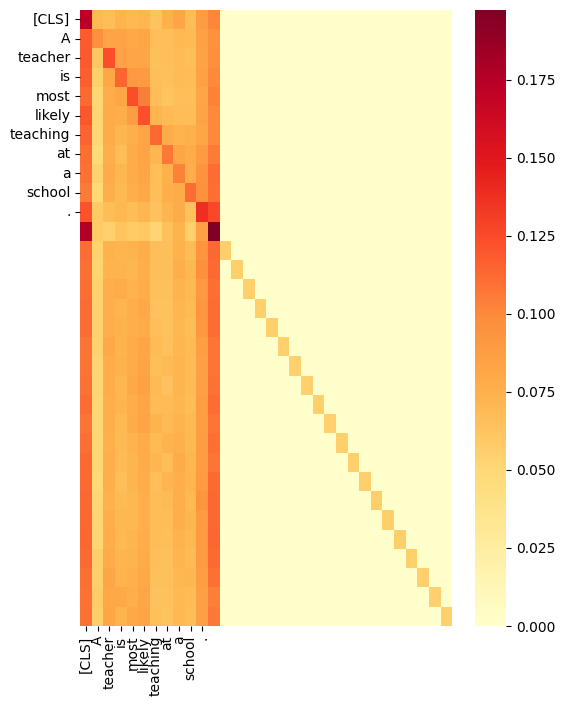 [CLS]
A
teacher
is
most
likely
teaching
at
a
school
.
[CLS]
A
teacher
is
most
likely
teaching
at
a
school
.
0.175
0.150
0.125
0.100
0.075
0.050
0.025
0.000